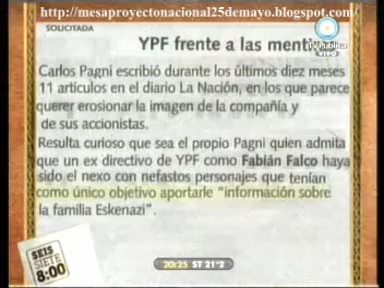 http://mesaproyectonacional25demayo.blogspot.com/
SOLICITADA
YPF frente a las
TV Pública
VIVO
Carlos Pagni escribió durante los últimos diez meses
11 articulos en el diario La Nación, en los que parece
querer erosionar la imagen de la compañía y
de sus accionistas.
Resulta curioso que sea el propio Pagni quien admita
que un ex directivo de YPF como Fabián Falco haya
sido el nexo con nefastos personajes que tenían
como único objetivo aportarle "información sobre
la familia Eskenazi".
SEIS
SIETE
8:00
20:25 ST 21'2